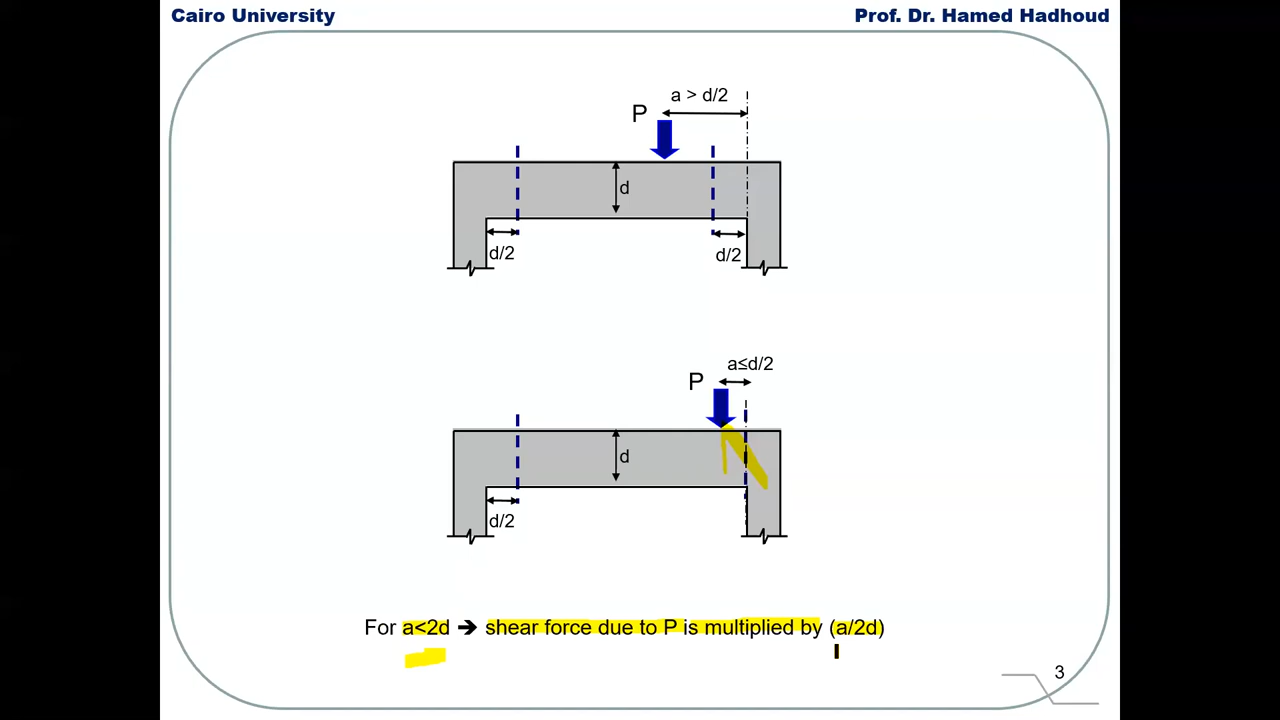 Cairo University
Prof. Dr. Hamed Hadhoud
a > d/2
P
d
d/2
d/2
a≤d/2
P
d
d/2
For a<2d ➔ shear force due to P is multiplied by (a/2d)
3